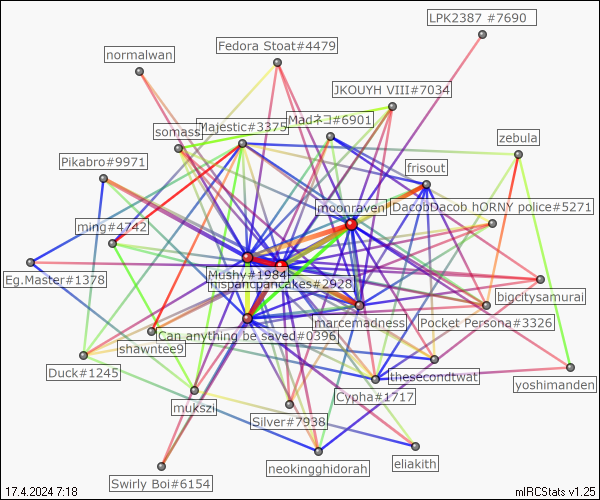 LPK2387 #7690
Fedora Stoat#4479
normalwan
JKOUYH VIII#7034
Madネコ#6901
Majestic#3375
somass
zebula
Pikabro#9971
frisout
moonraven
DacobDacob hORNY police#5271
ming#4742
Mushy#1984
Eg.Master#1378
hispanicpancakes#2928
bigcitysamurai
marcemadness
Pocket Persona#3326
Can anything be saved#0396
shawntee9
Duck#1245
thesecondtwat
yoshimanden
Cypha#1717
mukszi
Silver#7938
neokingghidorah
eliakith
Swirly Boi#6154
17.4.2024 7:18
mIRCStats v1.25